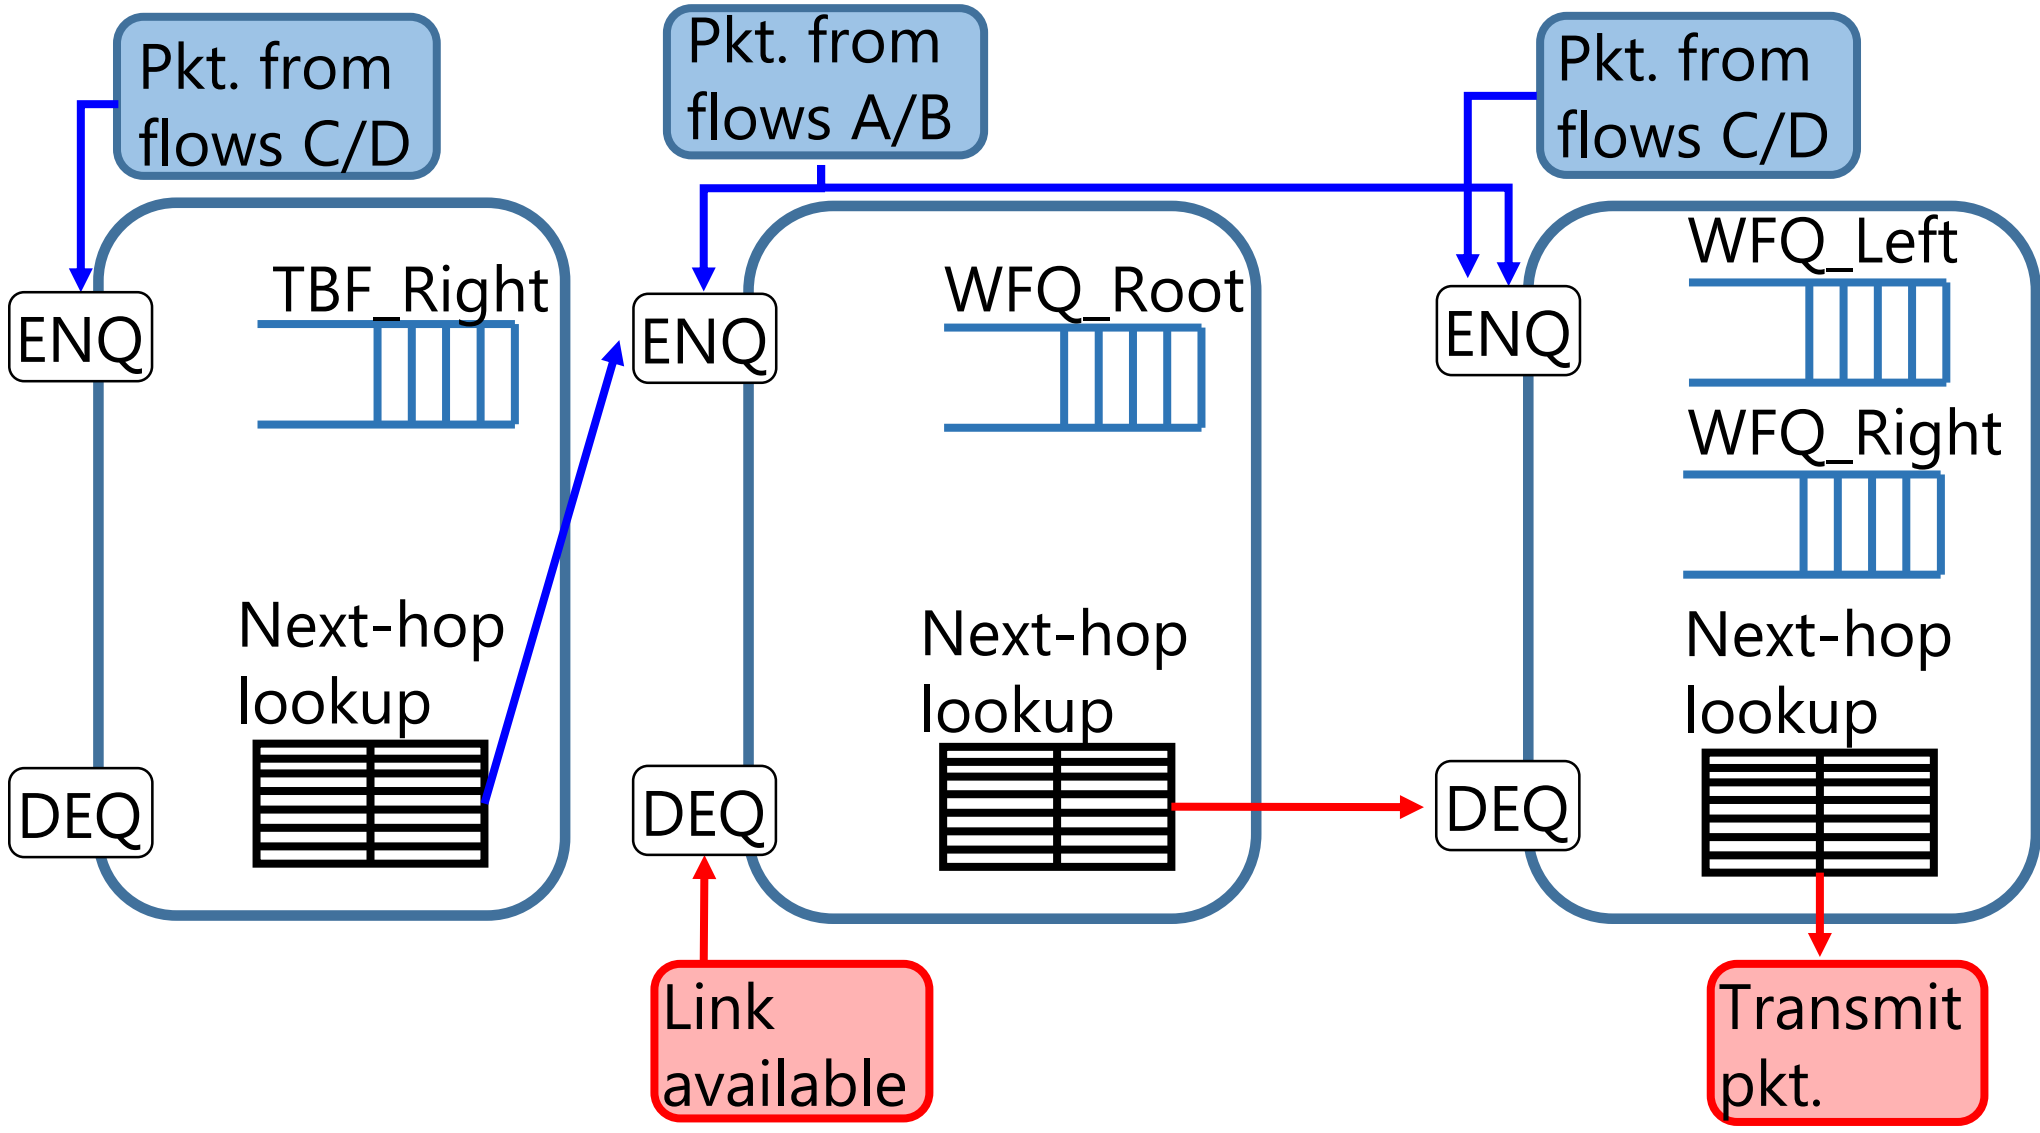 Pkt. from
flows C/D
Pkt. from
flows A/B
Pkt. from
flows C/D
ENQ
TBF_Right
Next-hop
lookup
DEQ
ENQ
WFQ_Root
Next-hop
lookup
DEQ
ENQ
WFQ_Left
WFQ_Right
Next-hop
lookup
DEQ
Link
available
Transmit
pkt.